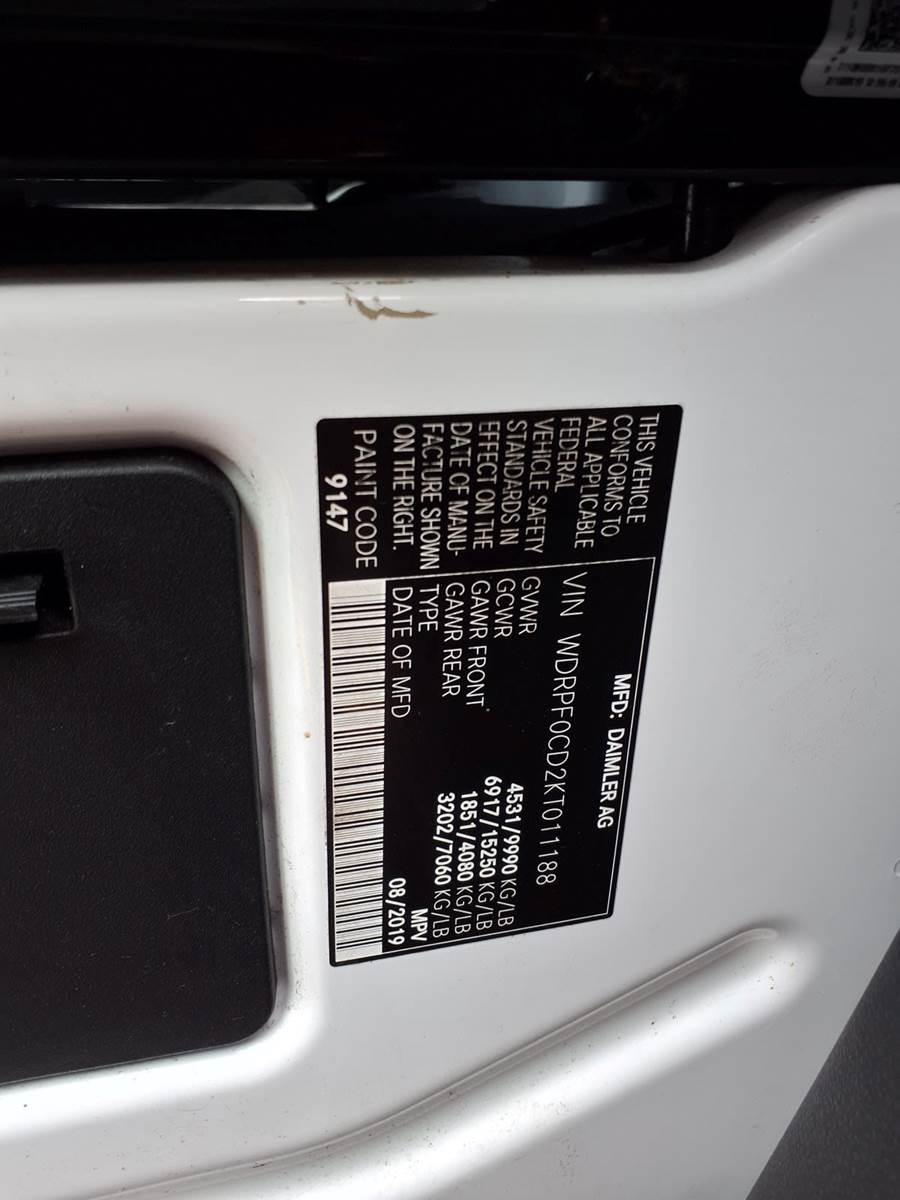 MFD: DAIMLER AG
THIS VEHICLE
CONFORMS TO
ALL APPLICABLE
FEDERAL
VEHICLE SAFETY
STANDARDS IN
EFFECT ON THE
DATE OF MANU-
FACTURE SHOWN
ON THE RIGHT.
PAINT CODE
9147
VIN WDRPF0CD2KT011188
GVWR 4531/9990 KG/LB
GCWR 6917/15250 KG/LB
GAWR FRONT 1851/4080 KG/LB
GAWR REAR 3202/7060 KG/LB
TYPE MPV
DATE OF MFD 08/2019